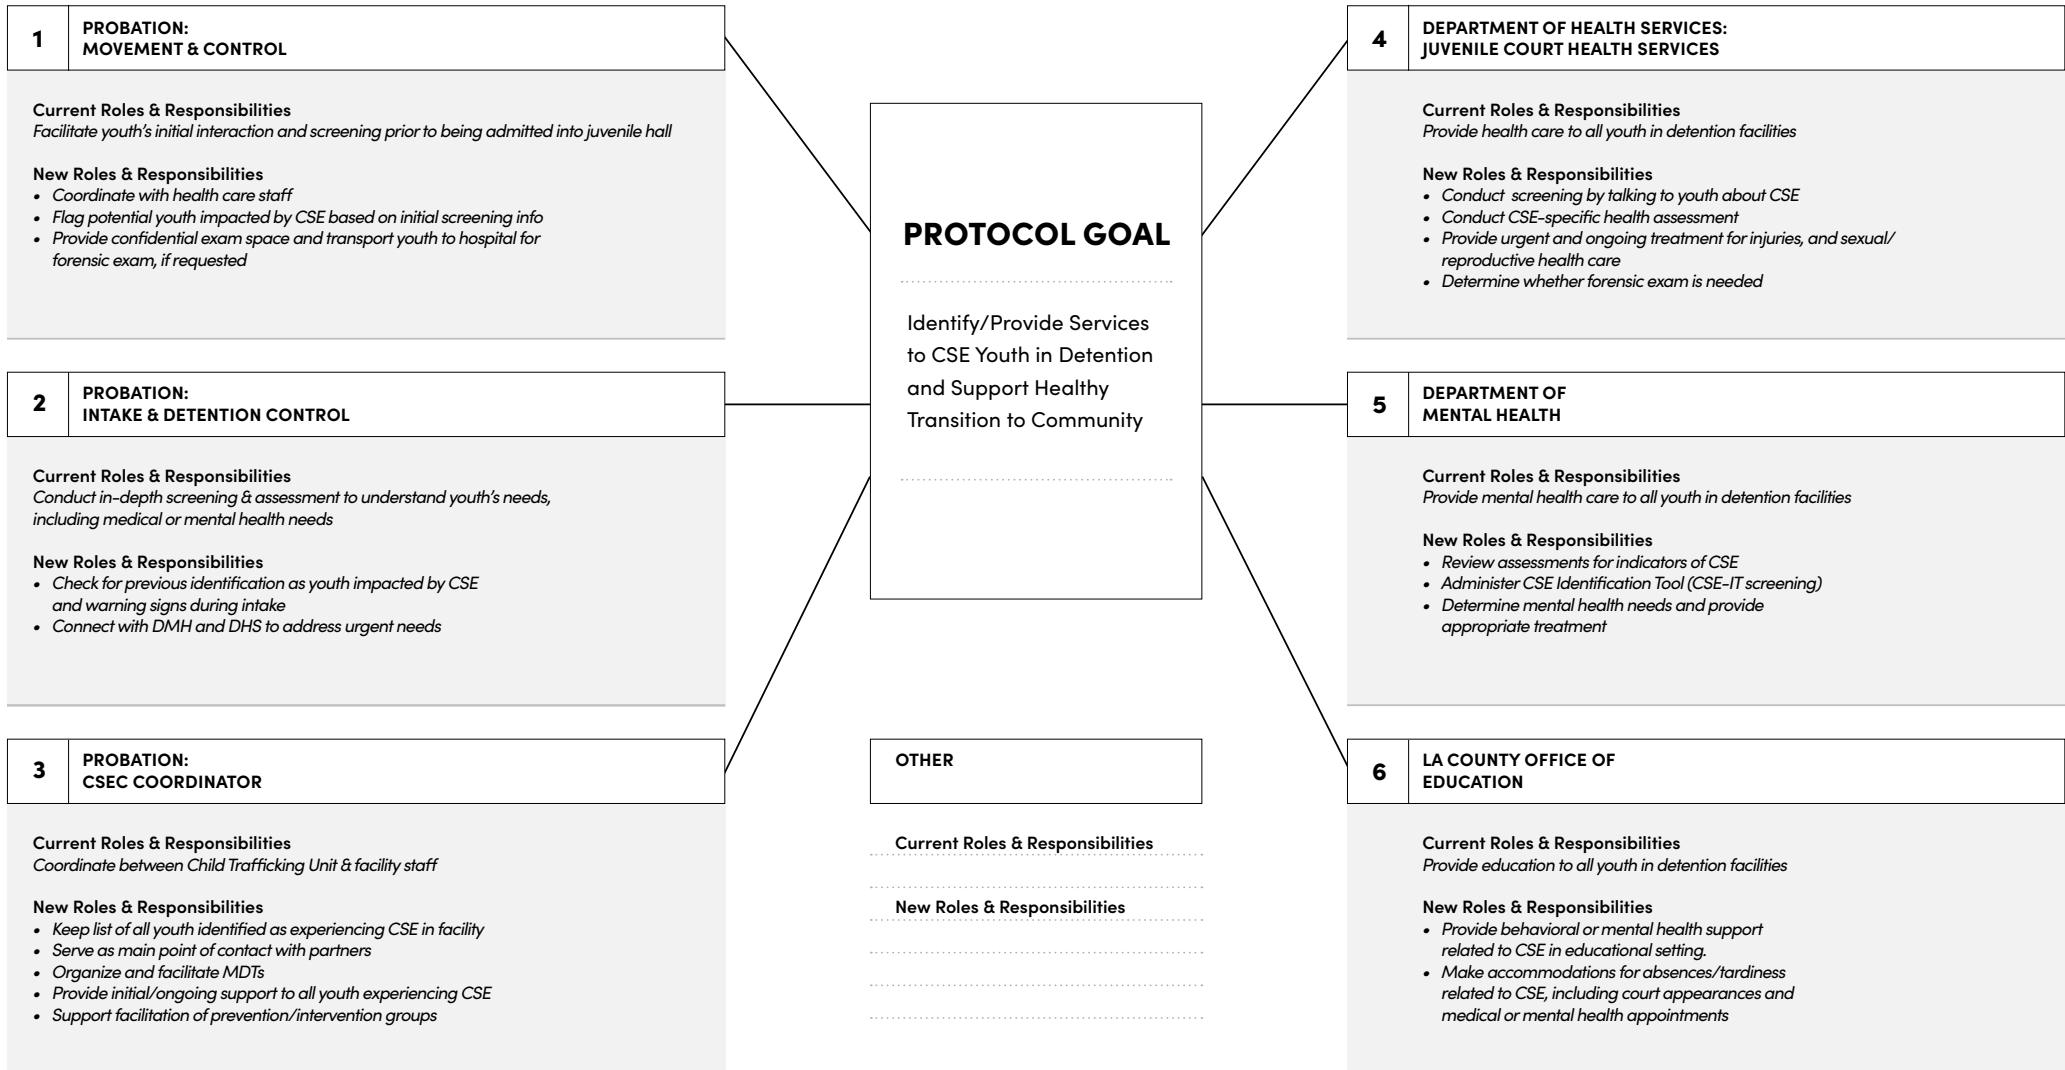 1
PROBATION:
MOVEMENT & CONTROL
Current Roles & Responsibilities
Facilitate youth's initial interaction and screening prior to being admitted into juvenile hall
New Roles & Responsibilities
• Coordinate with health care staff
• Flag potential youth impacted by CSE based on initial screening info
• Provide confidential exam space and transport youth to hospital for
forensic exam, if requested
2
PROBATION:
INTAKE & DETENTION CONTROL
Current Roles & Responsibilities
Conduct in-depth screening & assessment to understand youth's needs,
including medical or mental health needs
New Roles & Responsibilities
• Check for previous identification as youth impacted by CSE
and warning signs during intake
• Connect with DMH and DHS to address urgent needs
3
PROBATION:
CSEC COORDINATOR
Current Roles & Responsibilities
Coordinate between Child Trafficking Unit & facility staff
New Roles & Responsibilities
• Keep list of all youth identified as experiencing CSE in facility
• Serve as main point of contact with partners
• Organize and facilitate MDTs
• Provide initial/ongoing support to all youth experiencing CSE
• Support facilitation of prevention/intervention groups
PROTOCOL GOAL
Identify/Provide Services
to CSE Youth in Detention
and Support Healthy
Transition to Community
OTHER
Current Roles & Responsibilities
New Roles & Responsibilities
4
DEPARTMENT OF HEALTH SERVICES:
JUVENILE COURT HEALTH SERVICES
Current Roles & Responsibilities
Provide health care to all youth in detention facilities
New Roles & Responsibilities
• Conduct screening by talking to youth about CSE
• Conduct CSE-specific health assessment
• Provide urgent and ongoing treatment for injuries, and sexual/
reproductive health care
• Determine whether forensic exam is needed
5
DEPARTMENT OF
MENTAL HEALTH
Current Roles & Responsibilities
Provide mental health care to all youth in detention facilities
New Roles & Responsibilities
• Review assessments for indicators of CSE
• Administer CSE Identification Tool (CSE-IT screening)
• Determine mental health needs and provide
appropriate treatment
6
LA COUNTY OFFICE OF
EDUCATION
Current Roles & Responsibilities
Provide education to all youth in detention facilities
New Roles & Responsibilities
• Provide behavioral or mental health support
related to CSE in educational setting.
• Make accommodations for absences/tardiness
related to CSE, including court appearances and
medical or mental health appointments